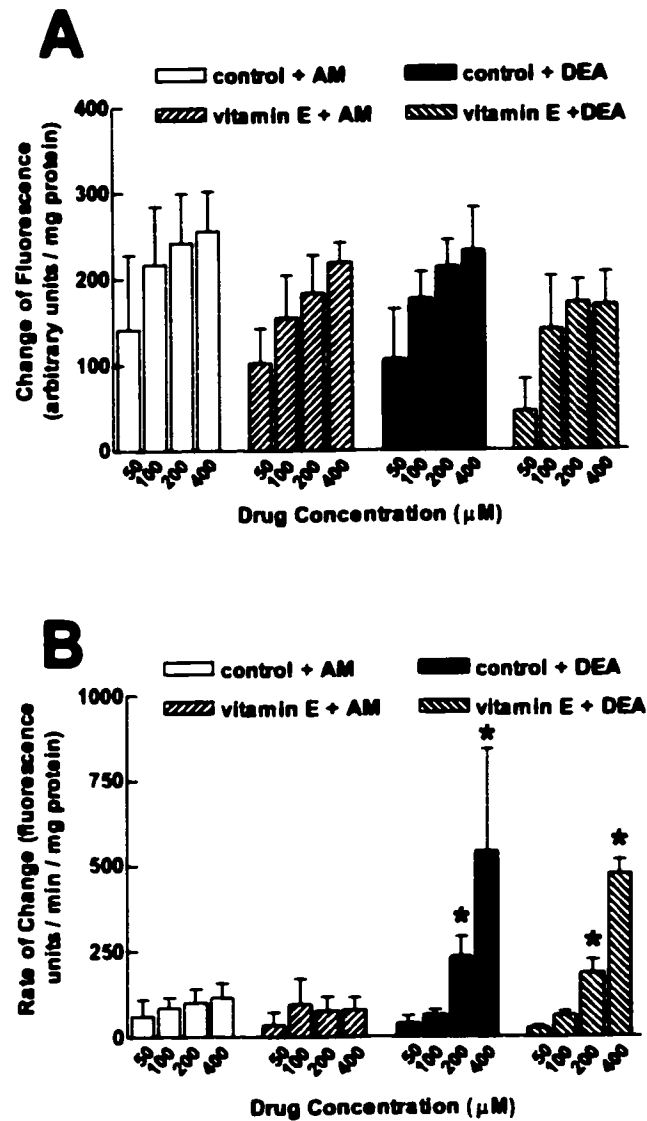 A
control + AM
control + DEA
vitamin E + AM
vitamin E +DEA
Change of Fluorescence
(arbitrary units / mg protein)
400
300
200
100
0
50 100 200 400 50 100 200 400 50 100 200 400 50 100 200 400
Drug Concentration (μM)
B
control + AM
control + DEA
vitamin E + AM
vitamin E + DEA
Rate of Change (fluorescence
units / min / mg protein)
1000
750
500
250
0
* * * *
50 100 200 400 50 100 200 400 50 100 200 400 50 100 200 400
Drug Concentration (μM)